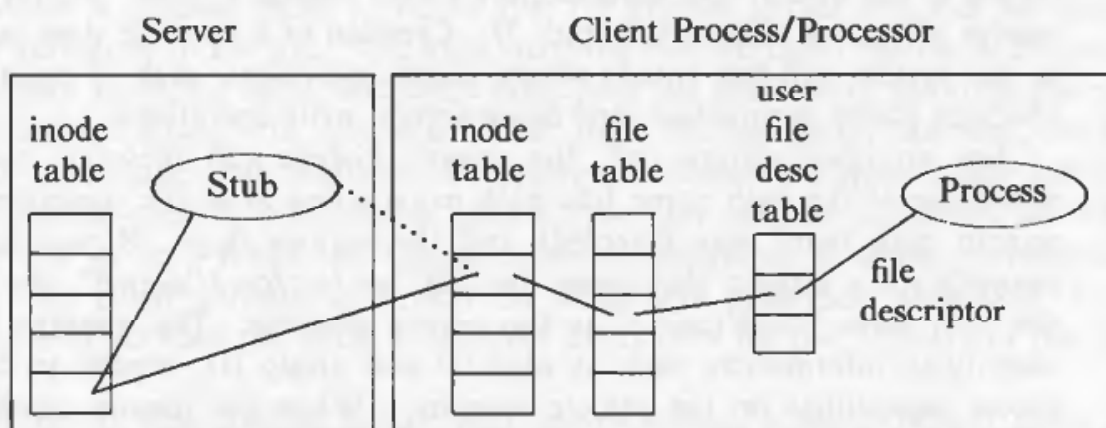 Server
Client Process/Processor
inode
table
Stub
inode
table
file
table
user
file
desc
table
Process
file
descriptor